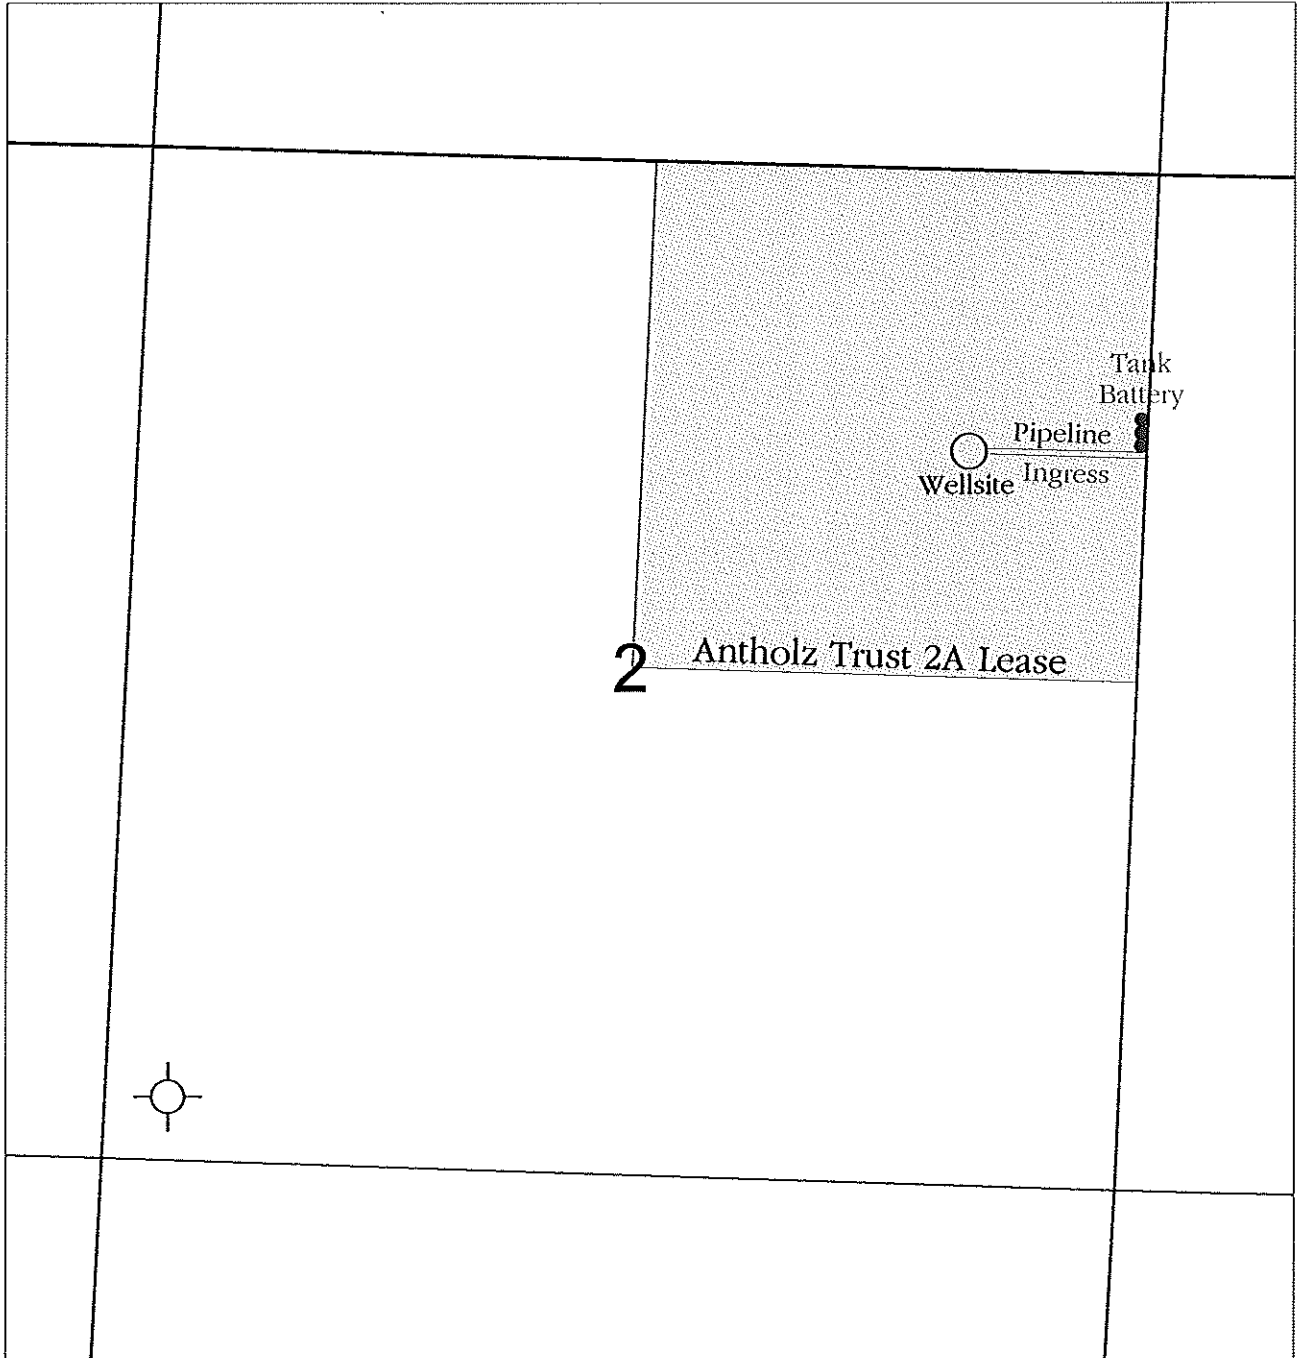 Tank
Battery
Pipeline
Ingress
Wellsite
Antholz Trust 2A Lease
2